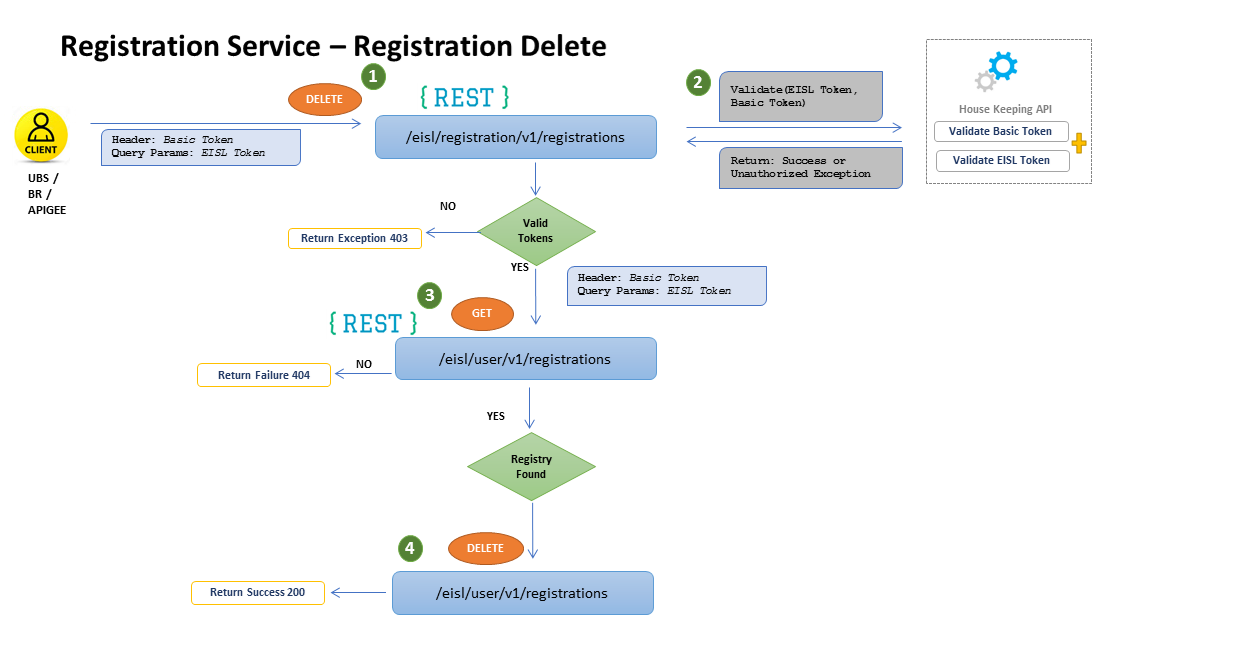 Registration Service – Registration Delete
1
DELETE
{ REST }
2
Validate(EISL Token,
Basic Token)
House Keeping API
Validate Basic Token
Validate EISL Token
CLIENT
UBS /
BR /
APIGEE
Header: Basic Token
Query Params: EISL Token
/eisl/registration/v1/registrations
Return: Success or
Unauthorized Exception
NO
Valid
Tokens
Return Exception 403
YES
Header: Basic Token
Query Params: EISL Token
3
GET
{ REST }
/eisl/user/v1/registrations
NO
Return Failure 404
YES
Registry
Found
4
DELETE
/eisl/user/v1/registrations
Return Success 200